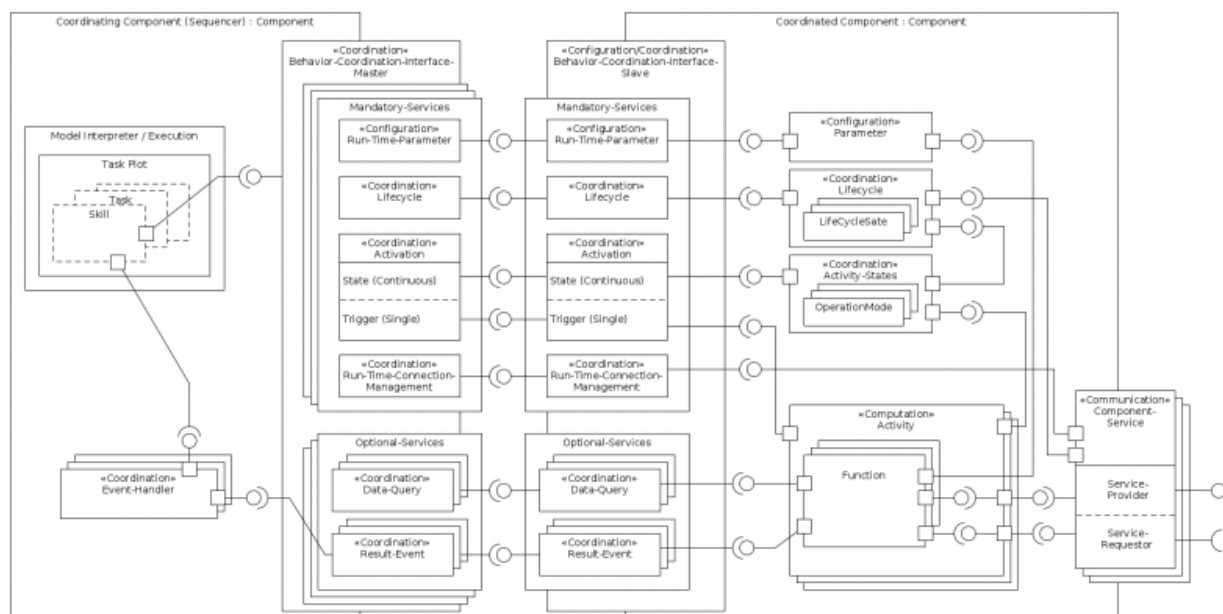 Coordinating Component (Sequencer) : Component
Coordinated Component : Component
«Coordination»
Behavior-Coordination-Interface-
Master
«Configuration/Coordination»
Behavior-Coordination-Interface-
Slave
Model Interpreter / Execution
Task Plot
Task
Skill
Mandatory-Services
«Configuration»
Run-Time-Parameter
«Coordination»
Lifecycle
«Coordination»
Activation
State (Continuous)
Trigger (Single)
«Coordination»
Run-Time-Connection-
Management
Mandatory-Services
«Configuration»
Run-Time-Parameter
«Coordination»
Lifecycle
«Coordination»
Activation
State (Continuous)
Trigger (Single)
«Coordination»
Run-Time-Connection-
Management
«Configuration»
Parameter
«Coordination»
Lifecycle
LifeCycleSate
«Coordination»
Activity-States
OperationMode
«Coordination»
Event-Handler
Optional-Services
«Coordination»
Data-Query
«Coordination»
Result-Event
Optional-Services
«Coordination»
Data-Query
«Coordination»
Result-Event
«Computation»
Activity
Function
«Communication»
Component-
Service
Service-
Provider
Service-
Requestor